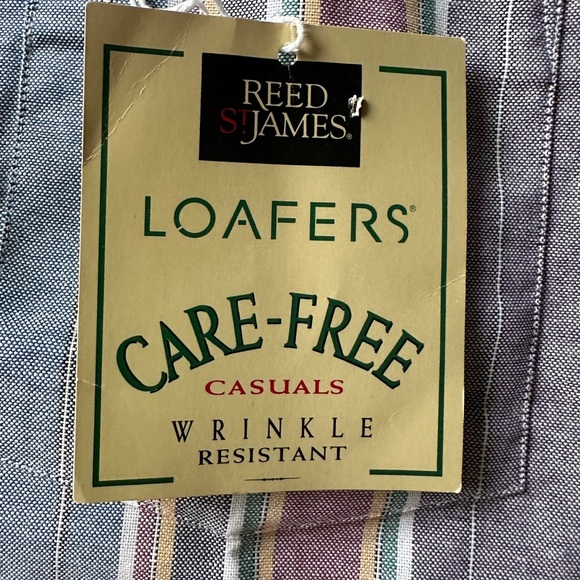 REED
ST.JAMES®
LOAFERS®
CARE-FREE
CASUALS
WRINKLE
RESISTANT